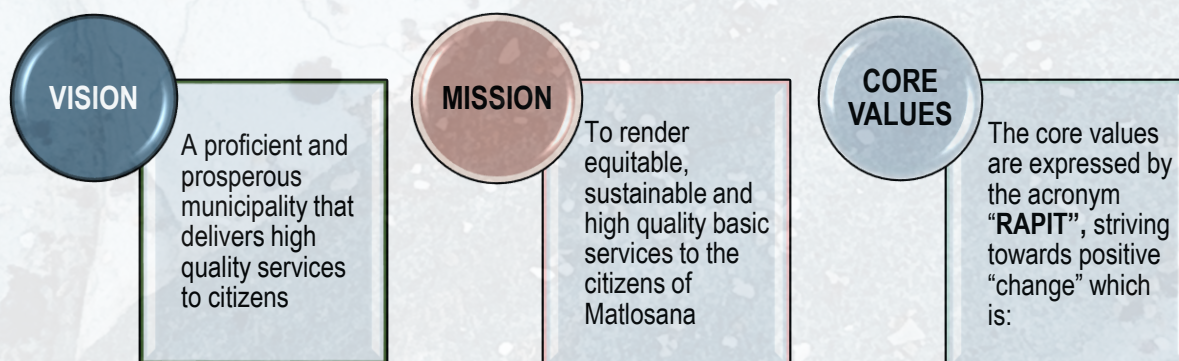 VISION
A proficient and
prosperous
municipality that
delivers high
quality services
to citizens
MISSION
To render
equitable,
sustainable and
high quality basic
services to the
citizens of
Matlosana
CORE
VALUES
The core values
are expressed by
the acronym
“RAPIT”, striving
towards positive
“change” which
is: